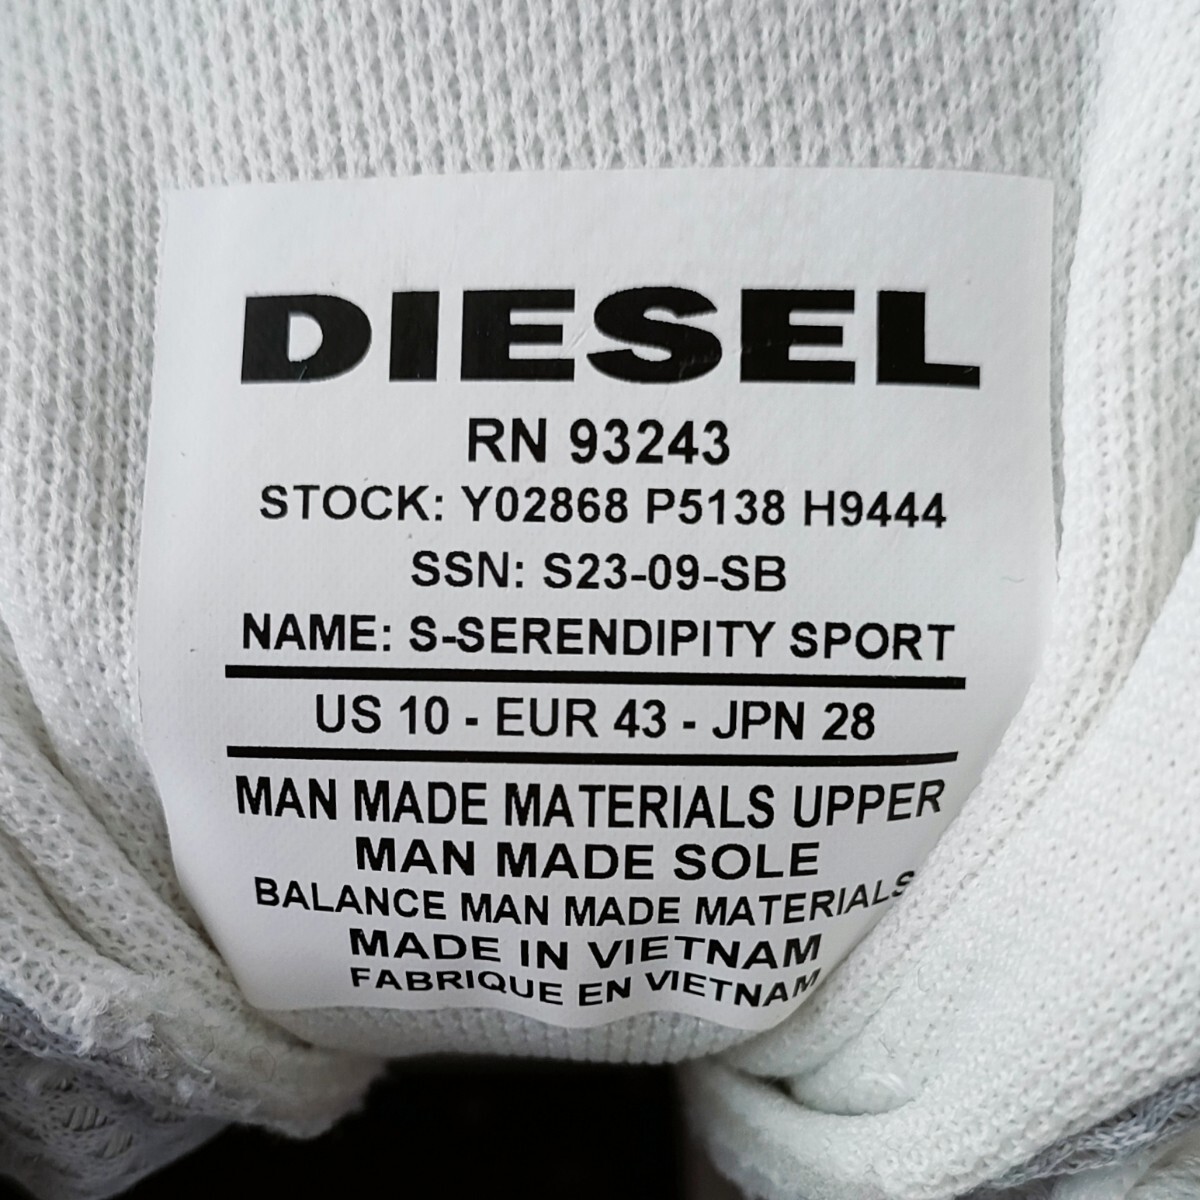 DIESEL
RN 93243
STOCK: Y02868 P5138 H9444
SSN: S23-09-SB
NAME: S-SERENDIPITY SPORT
US 10 - EUR 43 - JPN 28
MAN MADE MATERIALS UPPER
MAN MADE SOLE
BALANCE MAN MADE MATERIALS
MADE IN VIETNAM
FABRIQUE EN VIETNAM